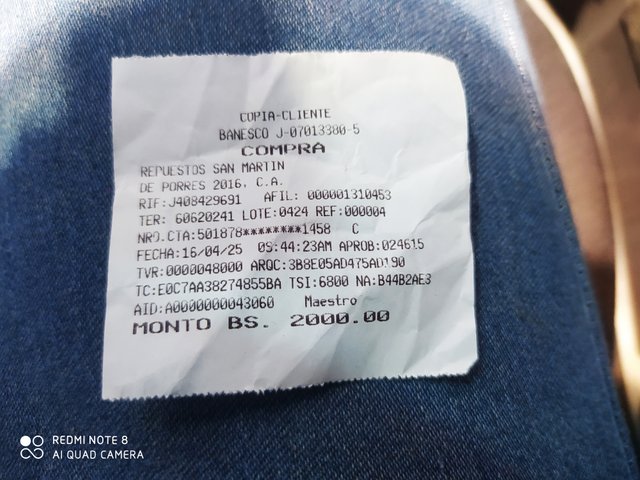 COPIA-CLIENTE
BANESCO J-07013380-5
COMPRA
REPUESTOS SAN MARTIN
DE PORRES 2016, C.A.
RIF:J408429691 AFIL: 000001310453
TER: 60620241 LOTE:0424 REF:000004
NRO.CTA:501878********1458 C
FECHA:16/04/25 09:44:23AM APROB:024615
TVR:0000048000 ARQC:3B8E05AD475AD190
TC:E0C7AA38274855BA TSI:6800 NA:B44B2AE3
AID:A0000000043060 Maestro
MONTO BS. 2000.00
REDMI NOTE 8
AI QUAD CAMERA